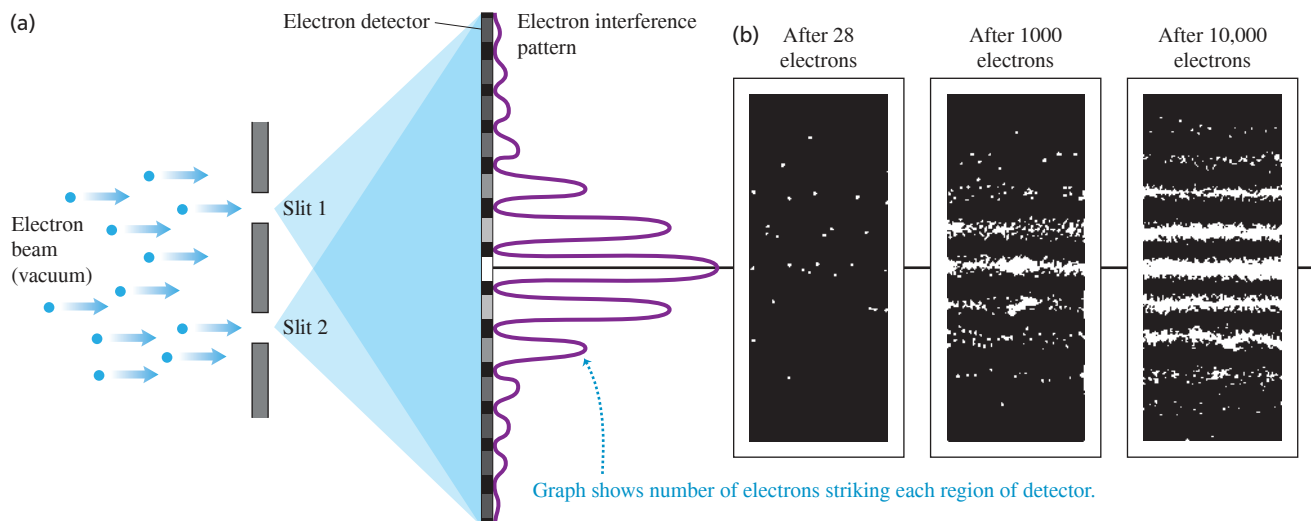 (a)
Electron detector
Electron interference
pattern
Slit 1
Electron
beam
(vacuum)
Slit 2
Graph shows number of electrons striking each region of detector.
(b)
After 28
electrons
After 1000
electrons
After 10,000
electrons